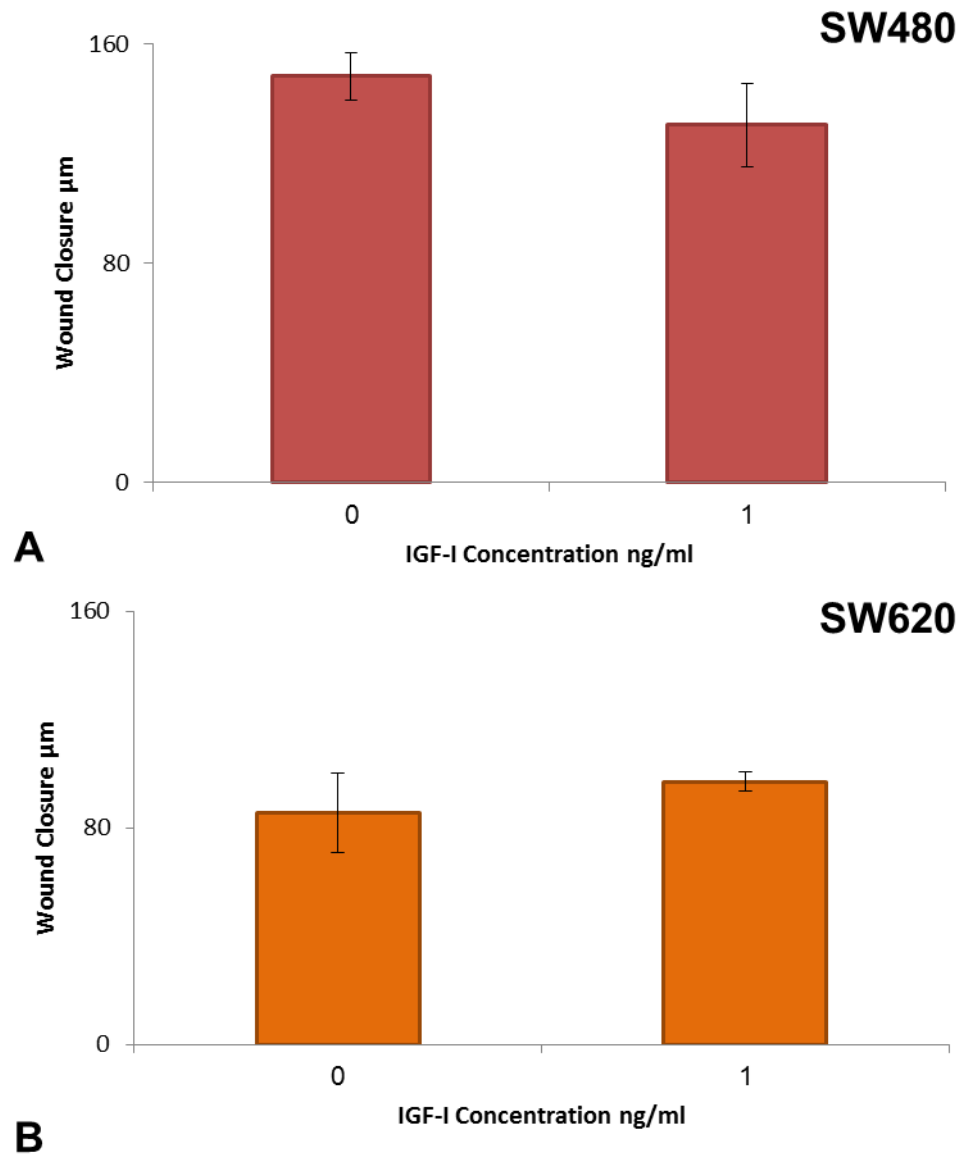 SW480
160
80
0
Wound Closure µm
0 1
IGF-I Concentration ng/ml
A
SW620
160
80
0
Wound Closure µm
0 1
IGF-I Concentration ng/ml
B